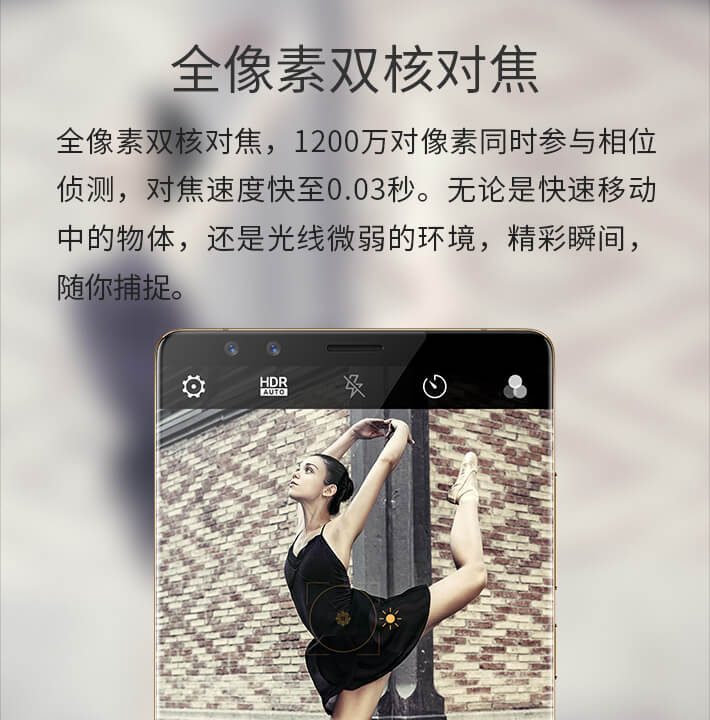 全像素双核对焦
全像素双核对焦，1200万对像素同时参与相位
侦测，对焦速度快至0.03秒。无论是快速移动
中的物体，还是光线微弱的环境，精彩瞬间，
随你捕捉。
HDR
AUTO